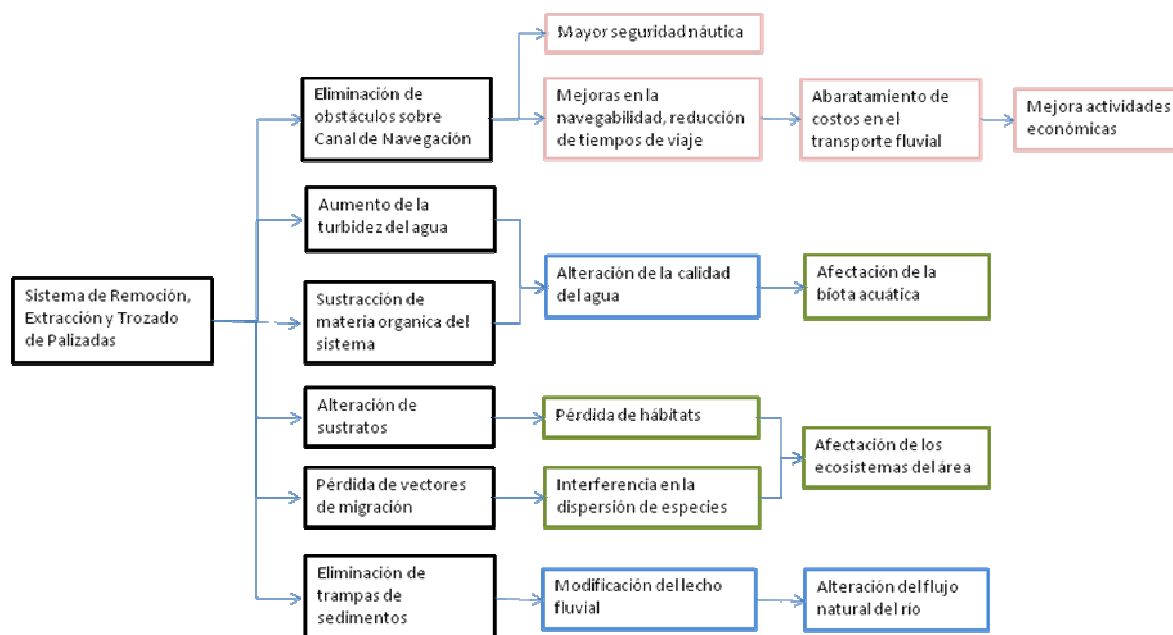 Mayor seguridad náutica
Eliminación de
obstáculos sobre
Canal de Navegación
Mejoras en la
navegabilidad, reducción
de tiempos de viaje
Abaratamiento de
costos en el
transporte fluvial
Mejora actividades
económicas
Aumento de la
turbidez del agua
Sistema de Remoción,
Extracción y Trozado
de Palizadas
Sustracción de
materia organica del
sistema
Alteración de la calidad
del agua
Afectación de la
bíota acuática
Alteración de
sustratos
Pérdida de hábitats
Afectación de los
ecosistemas del área
Pérdida de vectores
de migración
Interferencia en la
dispersión de especies
Eliminación de
trampas de
sedimentos
Modificación del lecho
fluvial
Alteración del flujo
natural del río